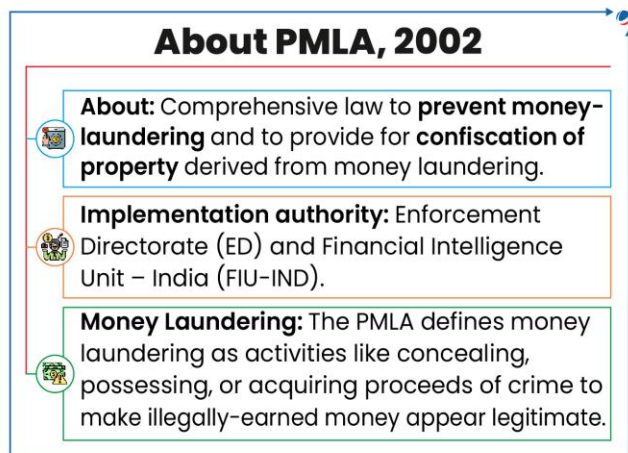 About PMLA, 2002
About: Comprehensive law to prevent money-
laundering and to provide for confiscation of
property derived from money laundering.
Implementation authority: Enforcement
Directorate (ED) and Financial Intelligence
Unit – India (FIU-IND).
Money Laundering: The PMLA defines money
laundering as activities like concealing,
possessing, or acquiring proceeds of crime to
make illegally-earned money appear legitimate.